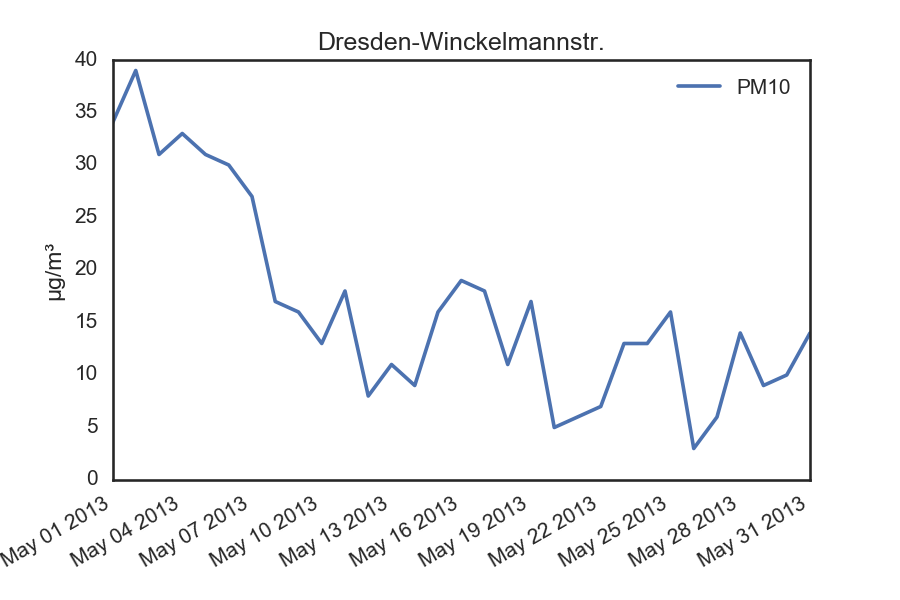 Dresden-Winckelmannstr.
PM10
µg/m³
40
35
30
25
20
15
10
5
0
May 01 2013
May 04 2013
May 07 2013
May 10 2013
May 13 2013
May 16 2013
May 19 2013
May 22 2013
May 25 2013
May 28 2013
May 31 2013